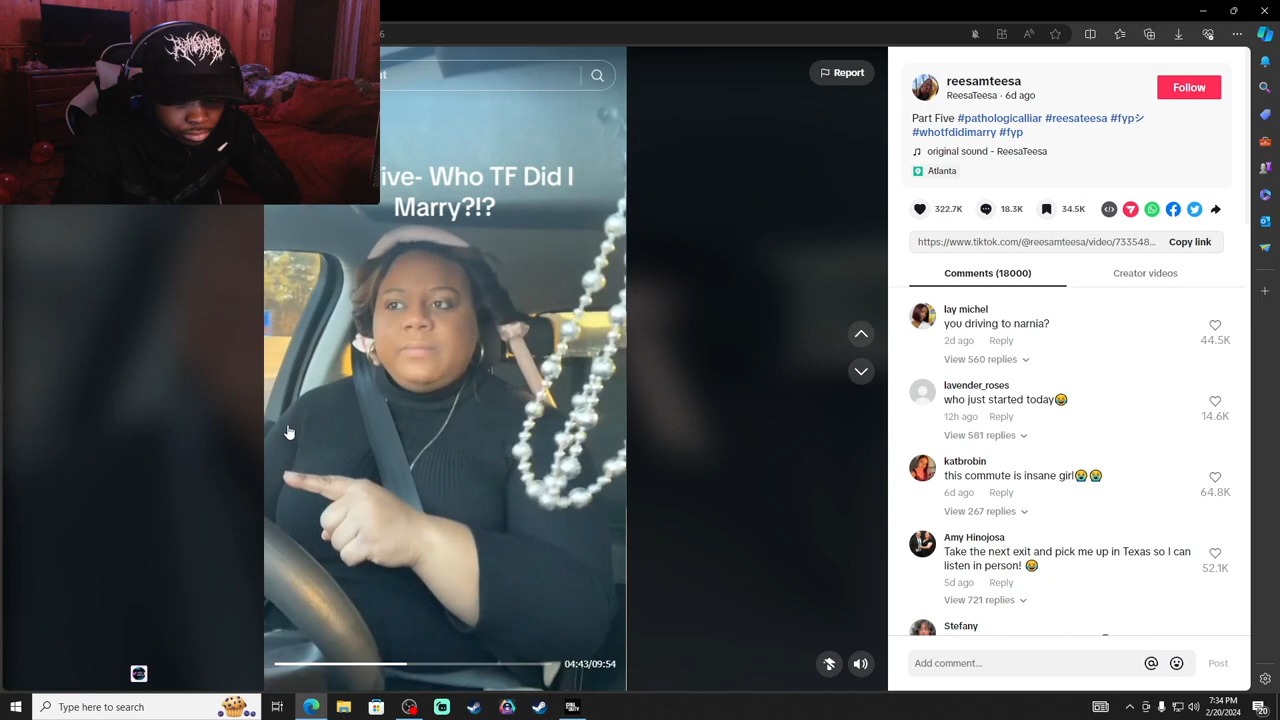 Report
ive- Who TF Did I
Marry?!?
04:43/09:54
reesamteesa
ReesaTeesa · 6d ago
Follow
Part Five #pathologicalliar #reesateesa #fypシ
#whotfdidimarry #fyp
original sound - ReesaTeesa
Atlanta
322.7K
18.3K
34.5K
https://www.tiktok.com/@reesamteesa/video/733548...
Copy link
Comments (18000)
Creator videos
lay michel
you driving to narnia?
2d ago Reply
44.5K
View 560 replies
lavender_roses
who just started today😂
12h ago Reply
14.6K
View 581 replies
katbrobin
this commute is insane girl😭😭
6d ago Reply
64.8K
View 267 replies
Amy Hinojosa
Take the next exit and pick me up in Texas so I can
listen in person! 😂
5d ago Reply
52.1K
View 721 replies
Stefany
Add comment...
Post
Type here to search
7:34 PM
2/20/2024